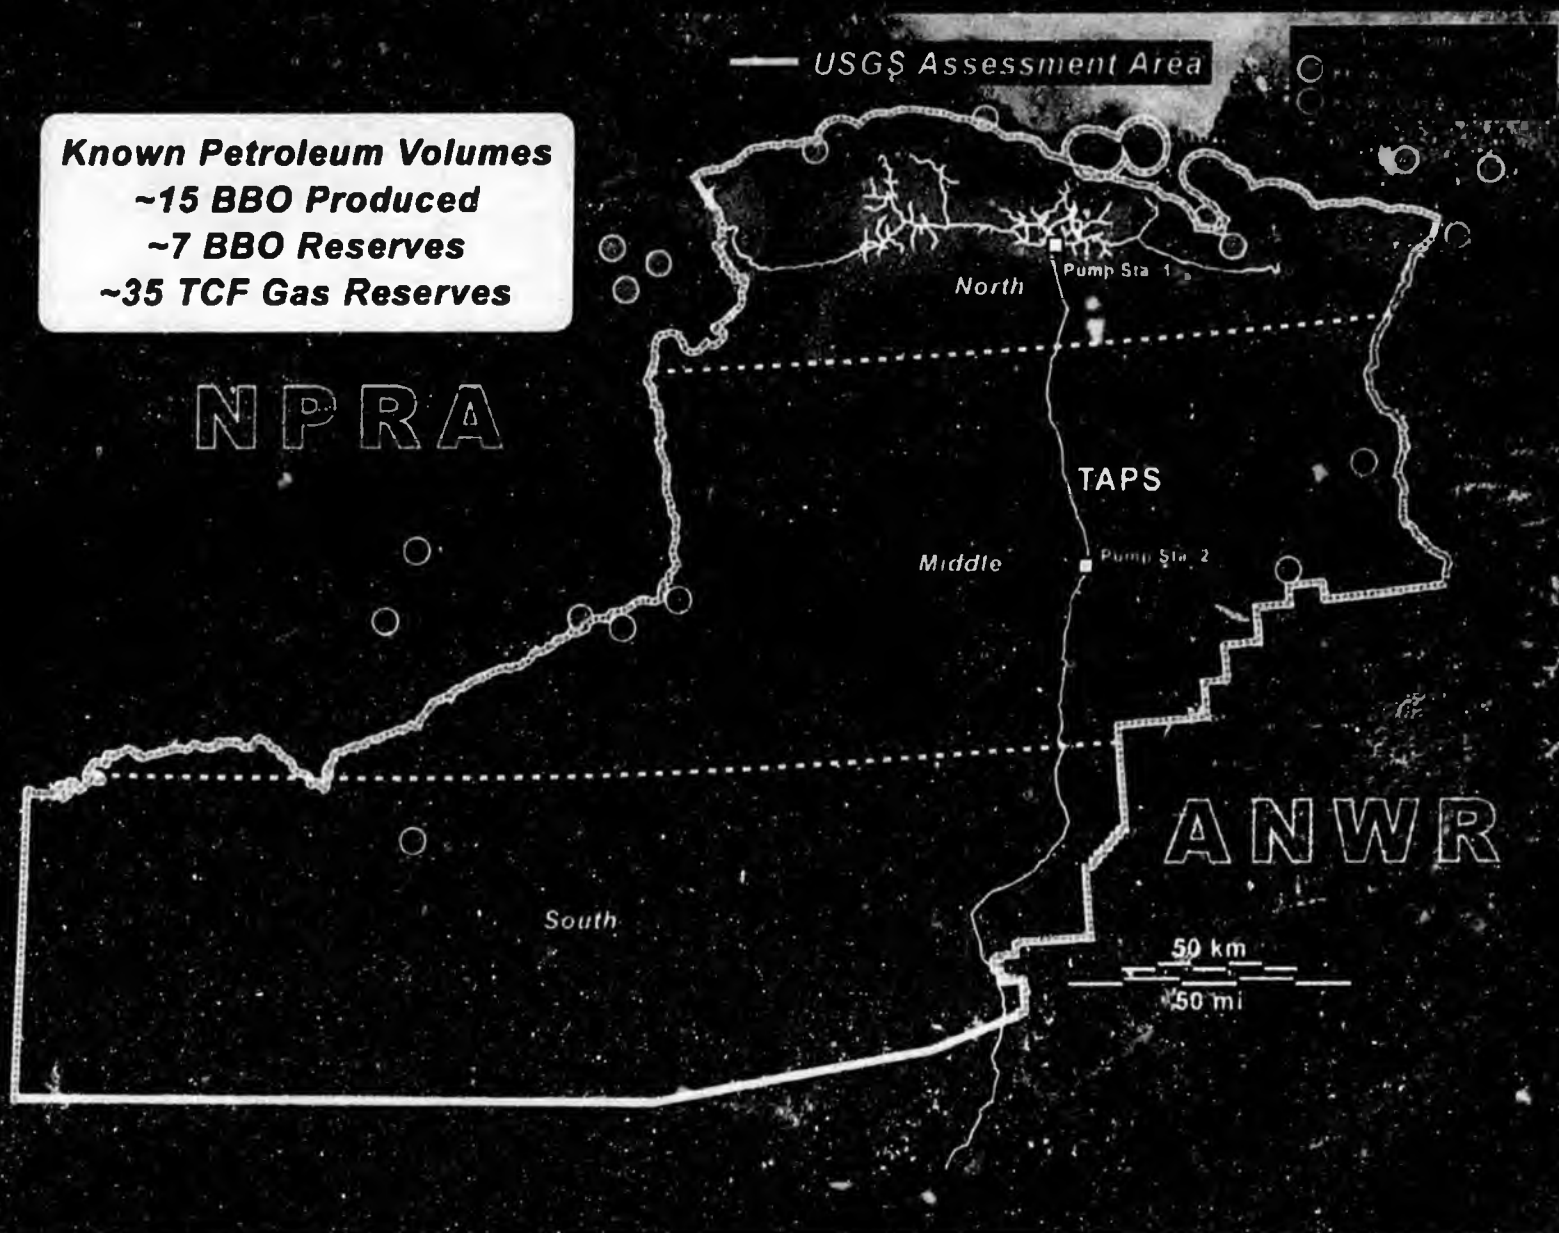 USGS Assessment Area
Known Petroleum Volumes
~15 BBO Produced
~7 BBO Reserves
~35 TCF Gas Reserves
Pump Sta. 1
North
NPRA
TAPS
Middle
Pump Sta. 2
ANWR
South
50 km
50 mi